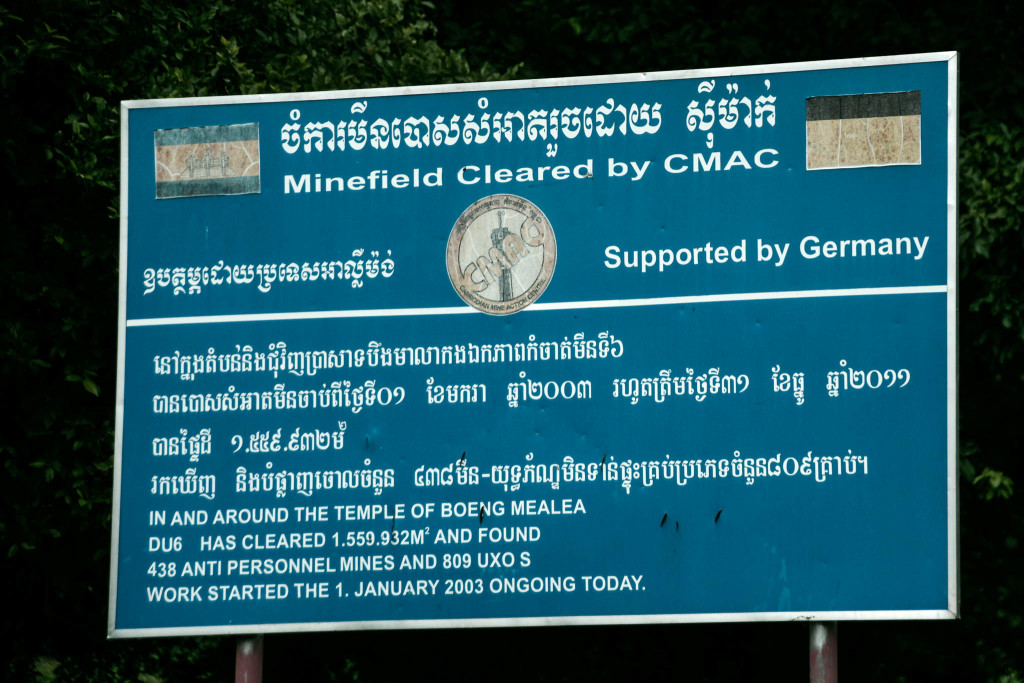 ចំការមីនបោសសំអាតរួចដោយ ស៊ីម៉ាក់
Minefield Cleared by CMAC
CMAC
CAMBODIAN MINE ACTION CENTRE
ឧបត្ថម្ភដោយប្រទេសអាល្លឺម៉ង់
Supported by Germany
នៅក្នុងតំបន់និងជុំវិញប្រាសាទបឹងមាលាកងឯកភាពកំចាត់មីនទី៦
បានបោសសំអាតមីនចាប់ពីថ្ងៃទី០១ ខែមករា ឆ្នាំ២០០៣ រហូតត្រឹមថ្ងៃទី៣១ ខែធ្នូ ឆ្នាំ២០១១
បានផ្ទៃដី ១.៥៥៩.៩៣២ម៉
រកឃើញ និងបំផ្លាញចោលចំនួន ៤៣៨មីន-យុទ្ធភ័ណ្ឌមិនទាន់ផ្ទុះគ្រប់ប្រភេទចំនួន៨០៩គ្រាប់។
IN AND AROUND THE TEMPLE OF BOENG MEALEA
DU6 HAS CLEARED 1.559.932M² AND FOUND
438 ANTI PERSONNEL MINES AND 809 UXO S
WORK STARTED THE 1. JANUARY 2003 ONGOING TODAY.